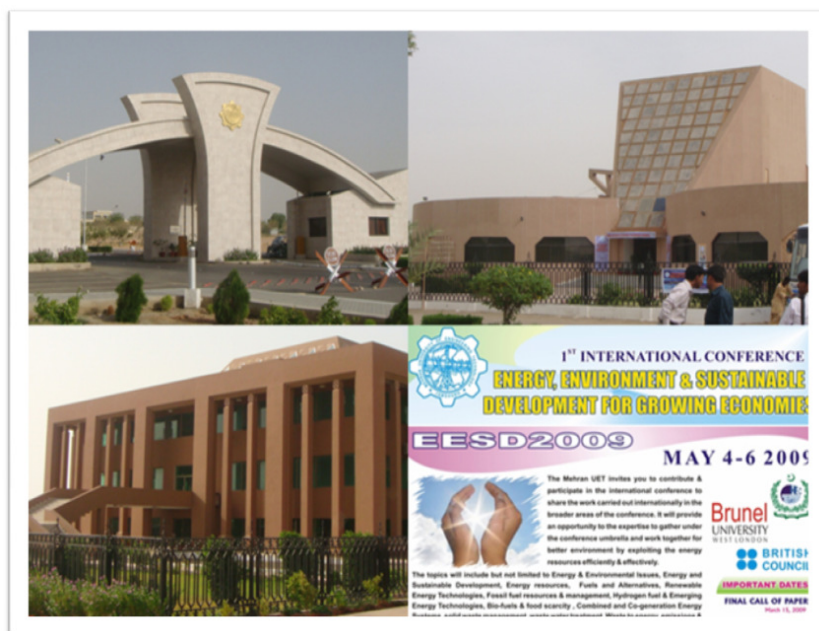 1ST INTERNATIONAL CONFERENCE
ENERGY, ENVIRONMENT & SUSTAINABLE
DEVELOPMENT FOR GROWING ECONOMIES
EESD2009
MAY 4-6 2009
The Mehran UET invites you to contribute &
participate in the international conference to
share the work carried out internationally in the
broader areas of the conference. It will provide
an opportunity to the expertise to gather under
the conference umbrella and work together for
better environment by exploiting the energy
resources efficiently & effectively.
Brunel
UNIVERSITY
WEST LONDON
BRITISH
COUNCIL
The topics will include but not limited to Energy & Environmental Issues, Energy and
Sustainable Development, Energy resources, Fuels and Alternatives, Renewable
Energy Technologies, Fossil fuel resources & management, Hydrogen fuel & Emerging
Energy Technologies, Bio-fuels & food scarcity, Combined and Co-generation Energy
IMPORTANT DATES
FINAL CALL OF PAPER
March 15, 2009